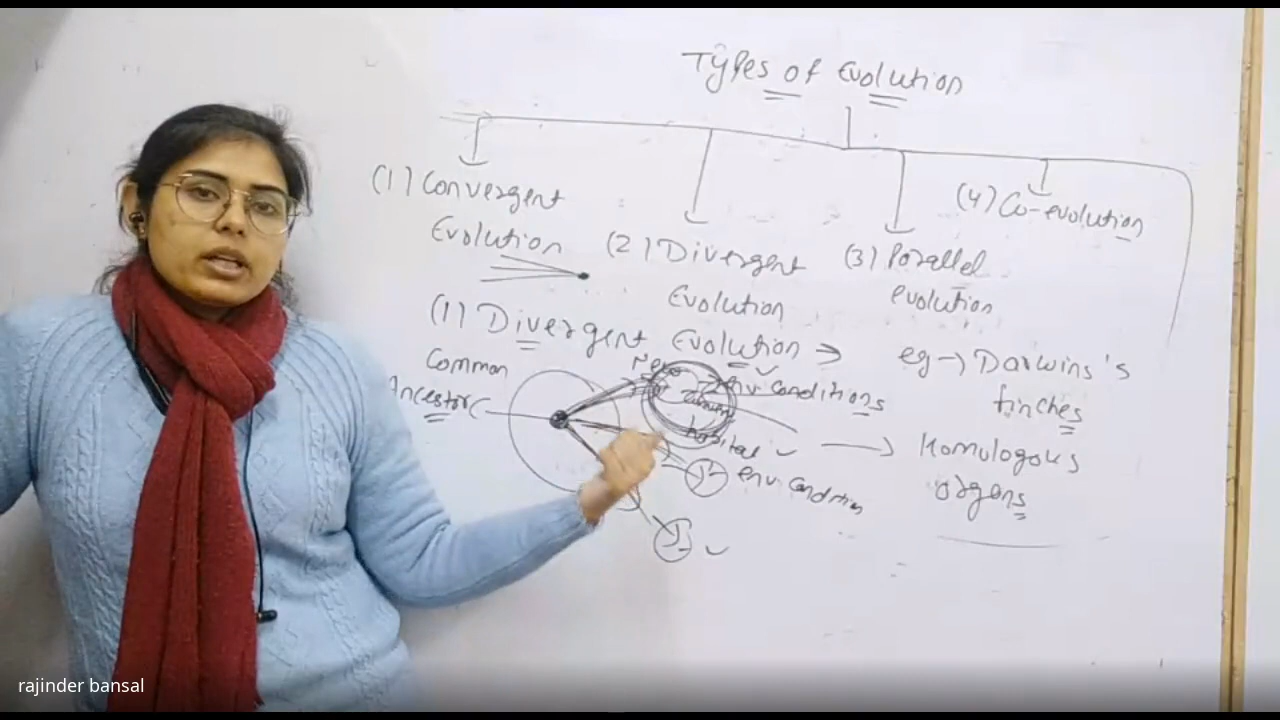 Types of Evolution
(1) Convergent
Evolution
(2) Divergent
Evolution
(3) Parallel
evolution
(4) Co-evolution
(1) Divergent Evolution →
eg → Darwins's
finches
Common
Ancestor
env. Conditions
habitat
env. Condition
Homologous
organs
rajinder bansal